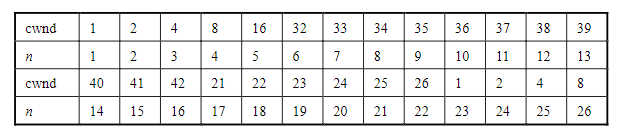 cwnd 1 2 4 8 16 32 33 34 35 36 37 38 39
n 1 2 3 4 5 6 7 8 9 10 11 12 13
cwnd 40 41 42 21 22 23 24 25 26 1 2 4 8
n 14 15 16 17 18 19 20 21 22 23 24 25 26